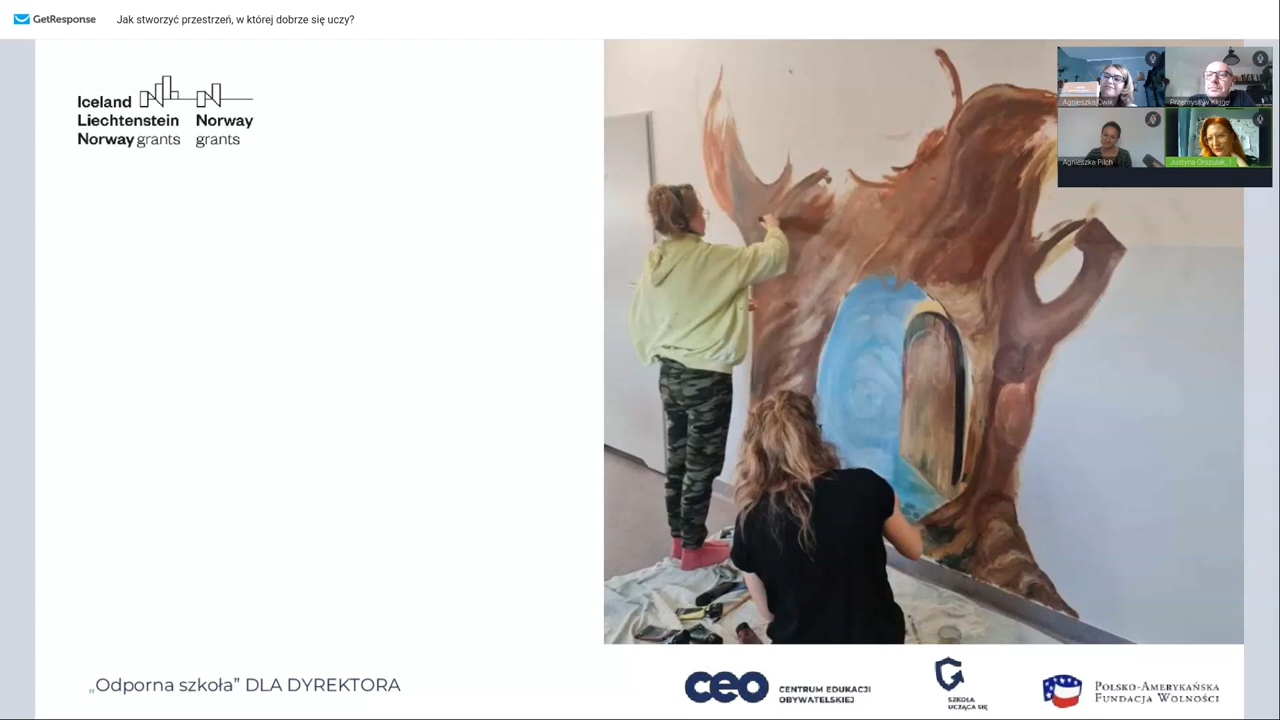 GetResponse
Jak stworzyć przestrzeń, w której dobrze się uczy?
Iceland
Liechtenstein
Norway grants
Norway
grants
Agnieszka Ćwik
Przemysław Kluge
Agnieszka Pilch
Justyna Orszulak_1
„Odporna szkoła” DLA DYREKTORA
ceo
CENTRUM EDUKACJI
OBYWATELSKIEJ
SZKOŁA
UCZĄCA SIĘ
POLSKO-AMERYKAŃSKA
FUNDACJA WOLNOŚCI